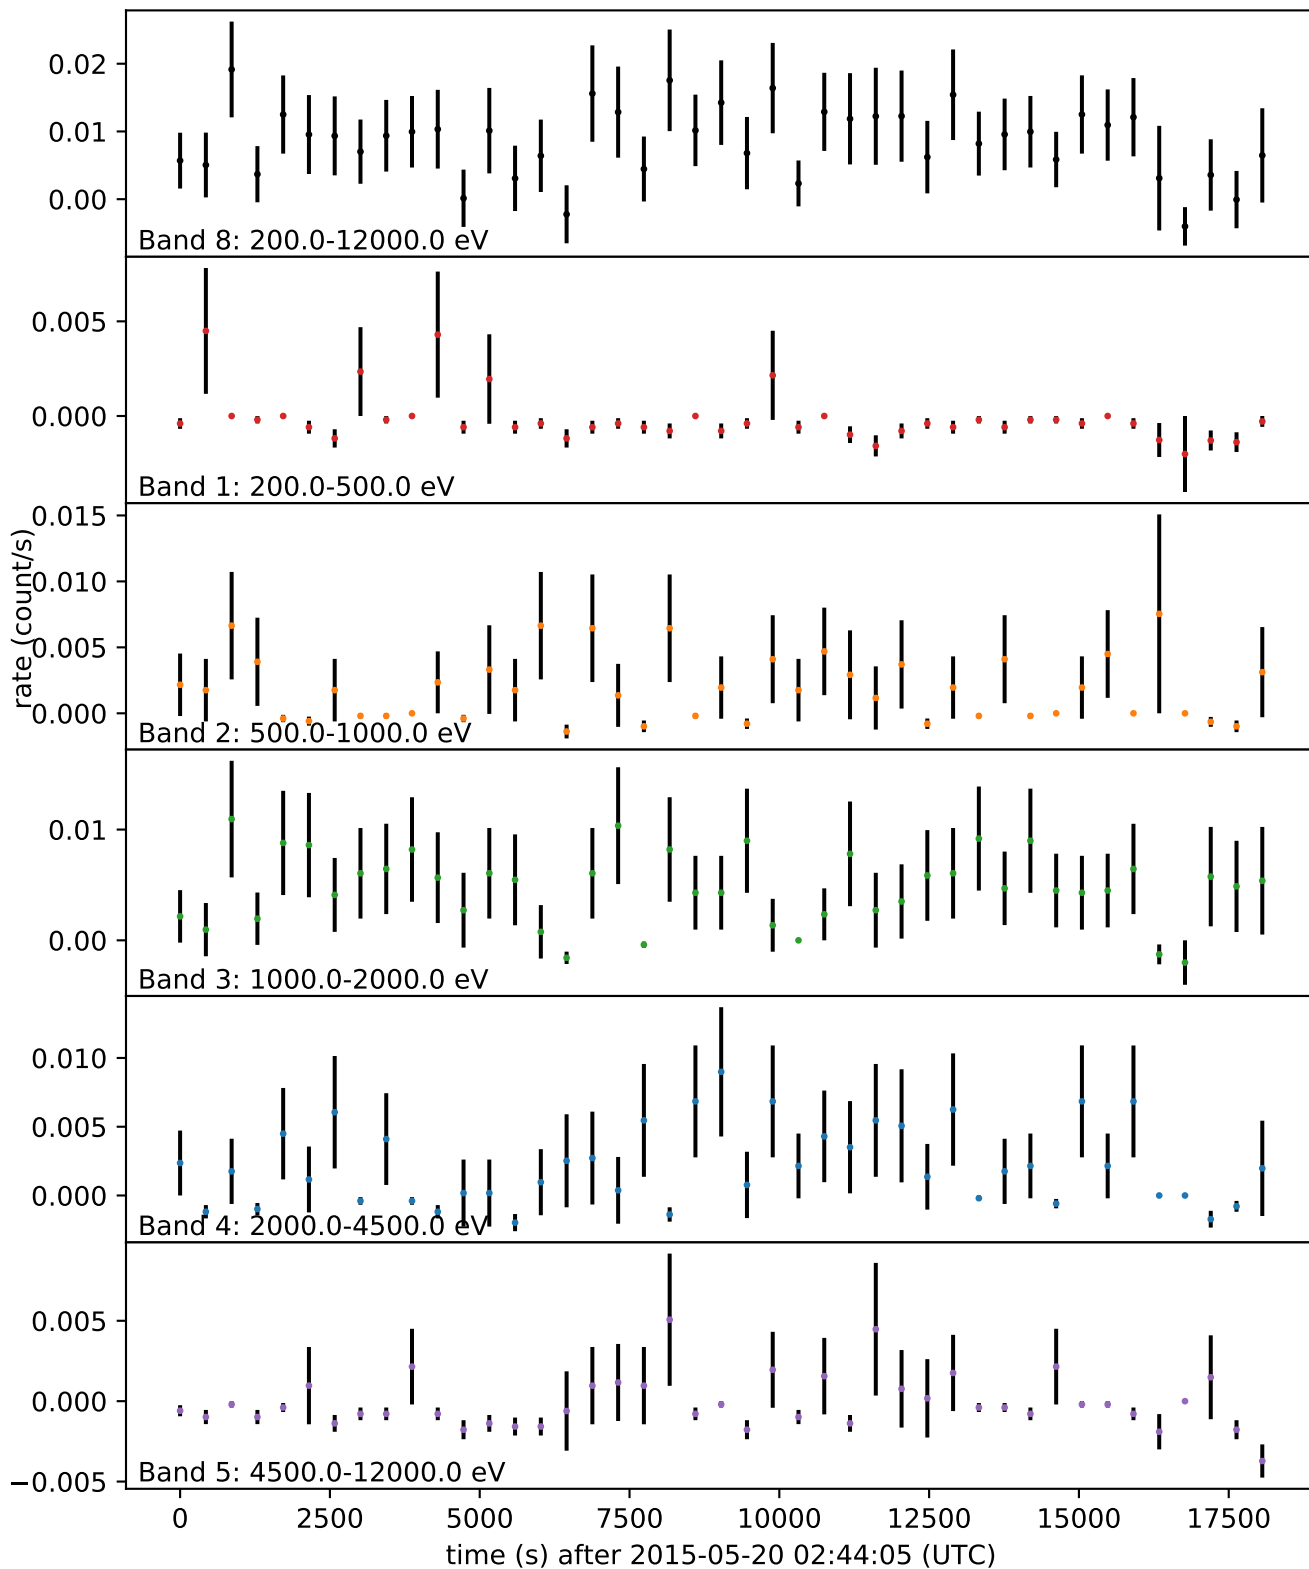 0.02
0.01
0.00
Band 8: 200.0-12000.0 eV
0.005
0.000
Band 1: 200.0-500.0 eV
rate (count/s)
0.015
0.010
0.005
0.000
Band 2: 500.0-1000.0 eV
0.01
0.00
Band 3: 1000.0-2000.0 eV
0.010
0.005
0.000
Band 4: 2000.0-4500.0 eV
0.005
0.000
−0.005
Band 5: 4500.0-12000.0 eV
0 2500 5000 7500 10000 12500 15000 17500
time (s) after 2015-05-20 02:44:05 (UTC)